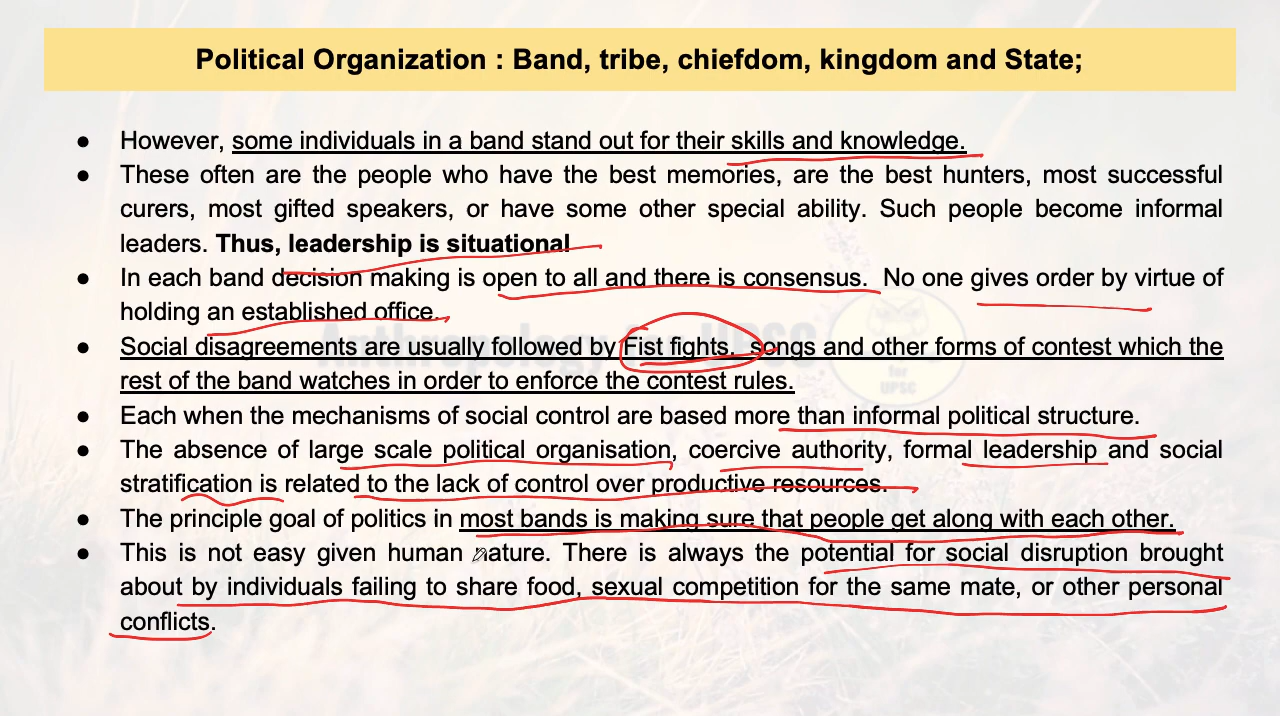 Political Organization : Band, tribe, chiefdom, kingdom and State;
● However, some individuals in a band stand out for their skills and knowledge.
● These often are the people who have the best memories, are the best hunters, most successful
curers, most gifted speakers, or have some other special ability. Such people become informal
leaders. Thus, leadership is situational
● In each band decision making is open to all and there is consensus. No one gives order by virtue of
holding an established office.
● Social disagreements are usually followed by Fist fights, songs and other forms of contest which the
rest of the band watches in order to enforce the contest rules.
● Each when the mechanisms of social control are based more than informal political structure.
● The absence of large scale political organisation, coercive authority, formal leadership and social
stratification is related to the lack of control over productive resources.
● The principle goal of politics in most bands is making sure that people get along with each other.
● This is not easy given human nature. There is always the potential for social disruption brought
about by individuals failing to share food, sexual competition for the same mate, or other personal
conflicts.
Anthropology for UPSC
for
UPSC